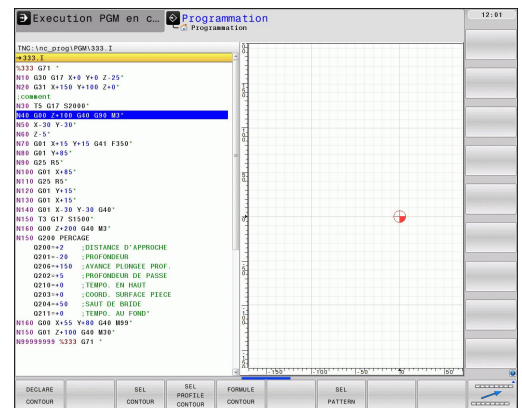 Execution PGM en c...
Programmation
Programmation
12:01
TNC:\nc_prog\PGM\333.I
→333.I
%333 G71 *
N10 G30 G17 X+0 Y+0 Z-25*
N20 G31 X+150 Y+100 Z+0*
;comment
N30 T5 G17 S2000*
N40 G00 Z+100 G40 G90 M3*
N50 X-30 Y-30*
N60 Z-5*
N70 G01 X+15 Y+15 G41 F350*
N80 G01 Y+85*
N90 G25 R5*
N100 G01 X+85*
N110 G25 R5*
N120 G01 Y+15*
N130 G01 X+15*
N140 G01 X-30 Y-30 G40*
N150 T3 G17 S1500*
N160 G00 Z+200 G40 M3*
N150 G200 PERCAGE
Q200=+2 ;DISTANCE D'APPROCHE
Q201=-20 ;PROFONDEUR
Q206=+150 ;AVANCE PLONGEE PROF.
Q202=+5 ;PROFONDEUR DE PASSE
Q210=+0 ;TEMPO. EN HAUT
Q203=+0 ;COORD. SURFACE PIECE
Q204=+50 ;SAUT DE BRIDE
Q211=+0 ;TEMPO. AU FOND*
N160 G00 X+55 Y+80 G40 M99*
N150 G01 Z+100 G40 M30*
N99999999 %333 G71 *
-150 -100 -50 0 50
DECLARE CONTOUR
SEL CONTOUR
SEL PROFILE CONTOUR
FORMULE CONTOUR
SEL PATTERN